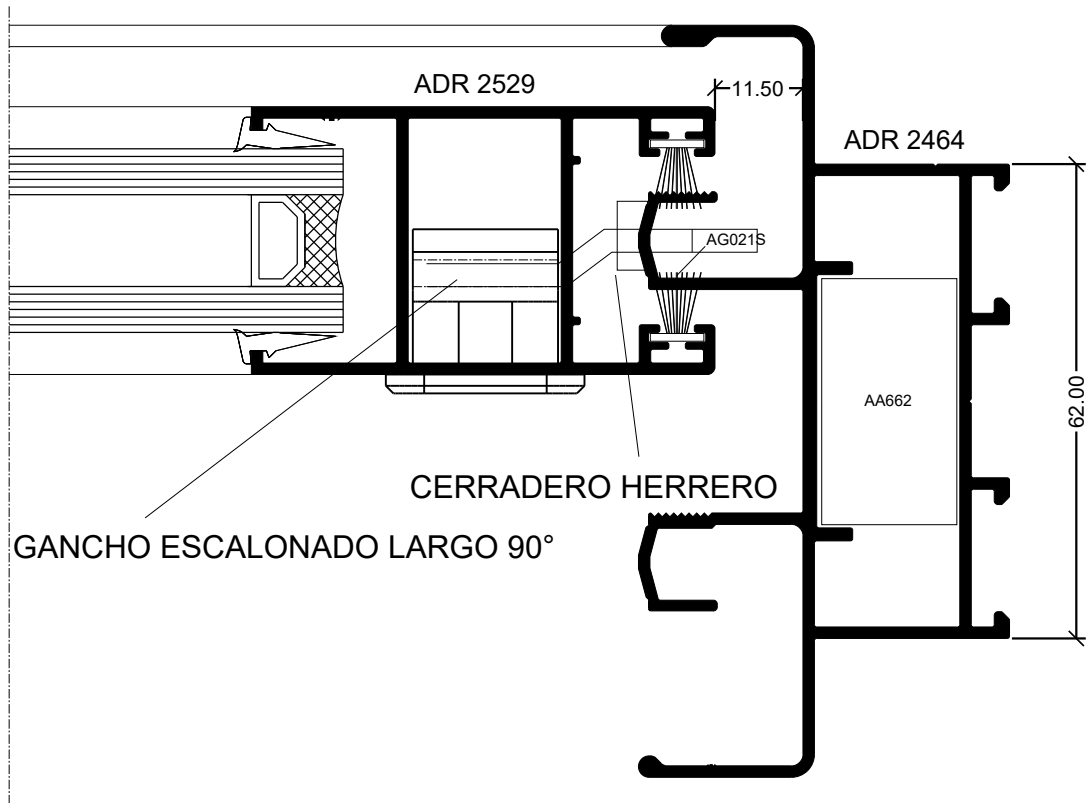 ADR 2529
11.50
ADR 2464
AG021S
AA662
62.00
CERRADERO HERRERO
GANCHO ESCALONADO LARGO 90°